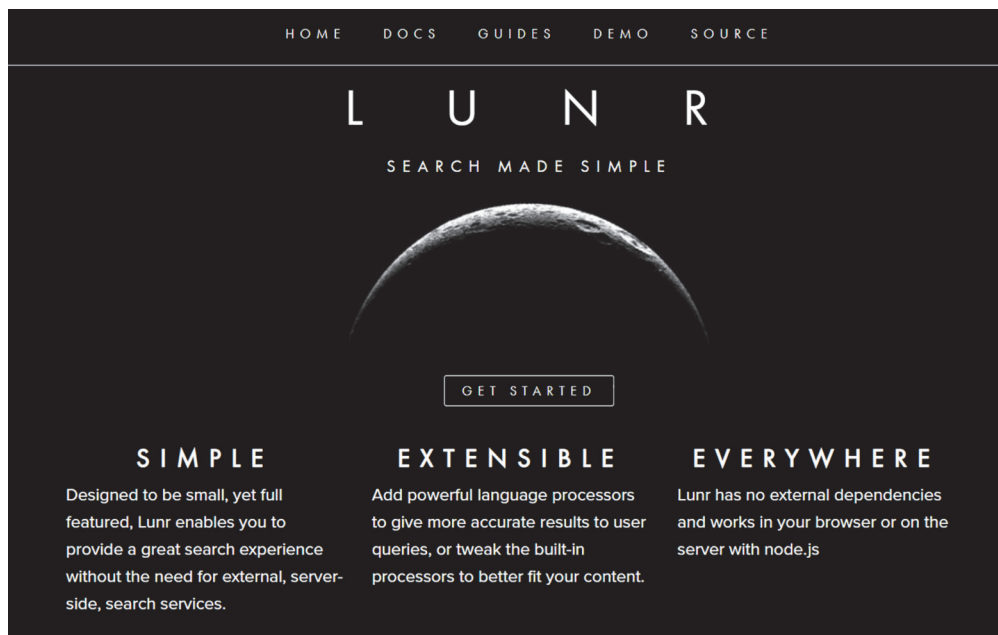 HOME DOCS GUIDES DEMO SOURCE
LUNR
SEARCH MADE SIMPLE
GET STARTED
SIMPLE
Designed to be small, yet full
featured, Lunr enables you to
provide a great search experience
without the need for external, server-
side, search services.
EXTENSIBLE
Add powerful language processors
to give more accurate results to user
queries, or tweak the built-in
processors to better fit your content.
EVERYWHERE
Lunr has no external dependencies
and works in your browser or on the
server with node.js